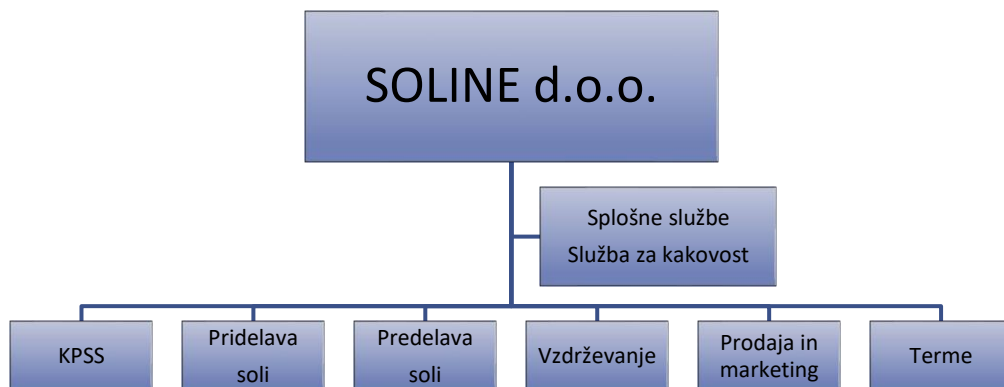 SOLINE d.o.o.
Splošne službe
Služba za kakovost
KPSS
Pridelava
soli
Predelava
soli
Vzdrževanje
Prodaja in
marketing
Terme